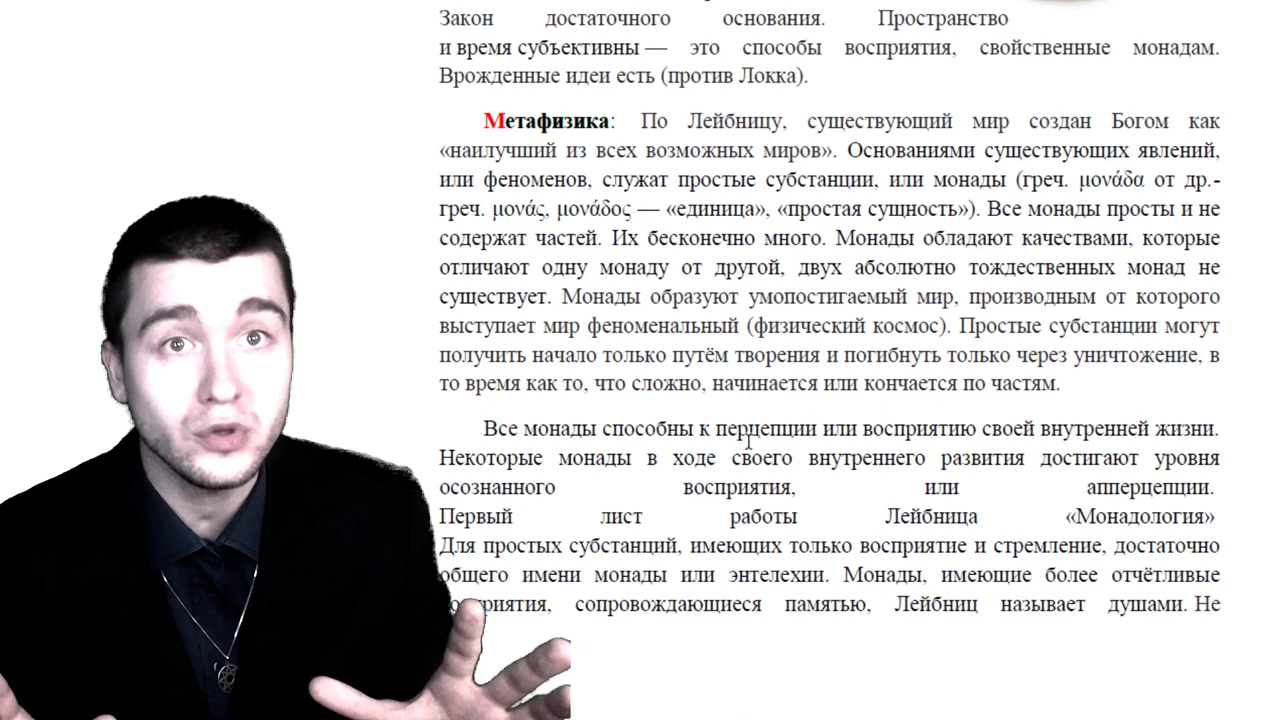 Закон достаточного основания. Пространство
и время субъективны — это способы восприятия, свойственные монадам.
Врожденные идеи есть (против Локка).
Метафизика: По Лейбницу, существующий мир создан Богом как
«наилучший из всех возможных миров». Основаниями существующих явлений,
или феноменов, служат простые субстанции, или монады (греч. μονάδα от др.-
греч. μονάς, μονάδος — «единица», «простая сущность»). Все монады просты и не
содержат частей. Их бесконечно много. Монады обладают качествами, которые
отличают одну монаду от другой, двух абсолютно тождественных монад не
существует. Монады образуют умопостигаемый мир, производным от которого
выступает мир феноменальный (физический космос). Простые субстанции могут
получить начало только путём творения и погибнуть только через уничтожение, в
то время как то, что сложно, начинается или кончается по частям.
Все монады способны к перцепции или восприятию своей внутренней жизни.
Некоторые монады в ходе своего внутреннего развития достигают уровня
осознанного восприятия, или апперцепции.
Первый лист работы Лейбница «Монадология»
Для простых субстанций, имеющих только восприятие и стремление, достаточно
общего имени монады или энтелехии. Монады, имеющие более отчётливые
сопровождающиеся памятью, Лейбниц называет душами. Не